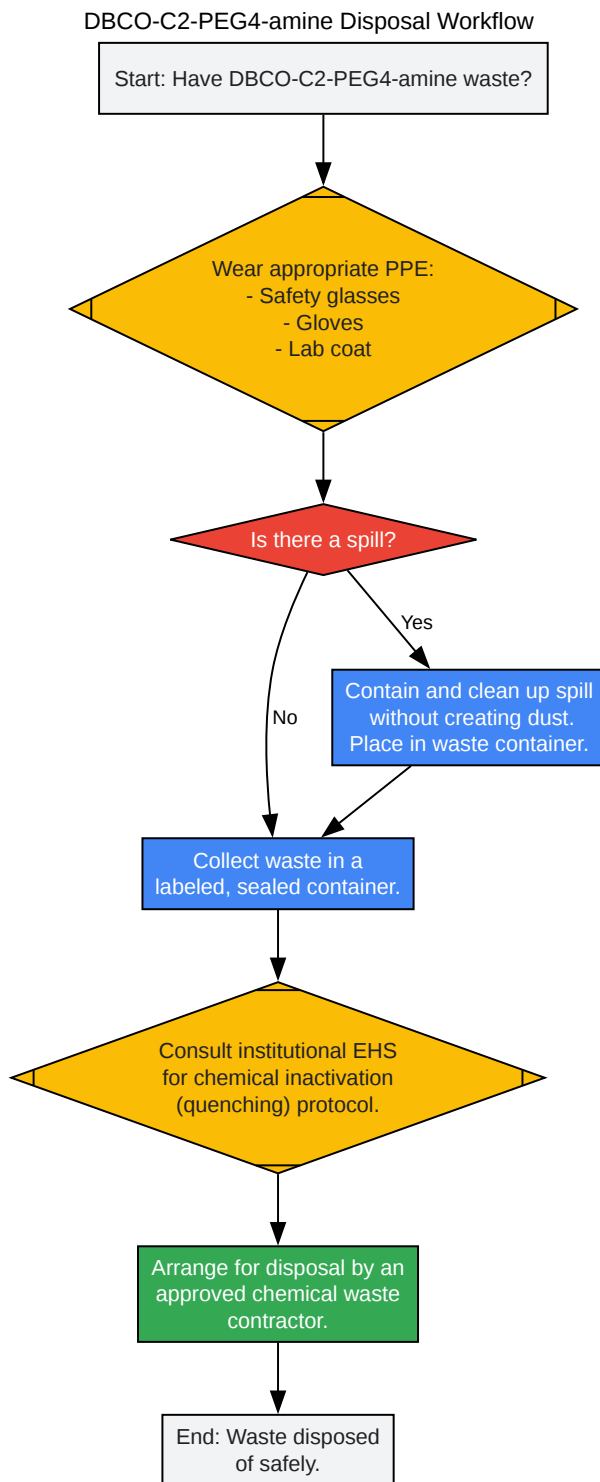 DBCO-C2-PEG4-amine Disposal Workflow
Start: Have DBCO-C2-PEG4-amine waste?
Wear appropriate PPE:
- Safety glasses
- Gloves
- Lab coat
Is there a spill?
Yes
Contain and clean up spill
without creating dust.
Place in waste container.
No
Collect waste in a
labeled, sealed container.
Consult institutional EHS
for chemical inactivation
(quenching) protocol.
Arrange for disposal by an
approved chemical waste
contractor.
End: Waste disposed
of safely.